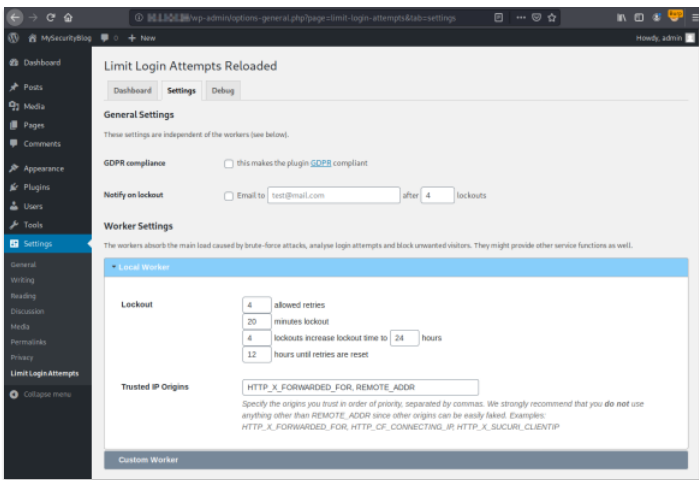 /wp-admin/options-general.php?page=limit-login-attempts&tab=settings
MySecurityBlog 0 + New Howdy, admin
Dashboard
Posts
Media
Pages
Comments
Appearance
Plugins
Users
Tools
Settings
General
Writing
Reading
Discussion
Media
Permalinks
Privacy
Limit Login Attempts
Collapse menu
Limit Login Attempts Reloaded
Dashboard Settings Debug
General Settings
These settings are independent of the workers (see below).
GDPR compliance this makes the plugin GDPR compliant
Notify on lockout Email to test@mail.com after 4 lockouts
Worker Settings
The workers absorb the main load caused by brute-force attacks, analyse login attempts and block unwanted visitors. They might provide other service functions as well.
Local Worker
Lockout 4 allowed retries
20 minutes lockout
4 lockouts increase lockout time to 24 hours
12 hours until retries are reset
Trusted IP Origins HTTP_X_FORWARDED_FOR, REMOTE_ADDR
Specify the origins you trust in order of priority, separated by commas. We strongly recommend that you do not use
anything other than REMOTE_ADDR since other origins can be easily faked. Examples:
HTTP_X_FORWARDED_FOR, HTTP_CF_CONNECTING_IP, HTTP_X_SUCURI_CLIENTIP
Custom Worker